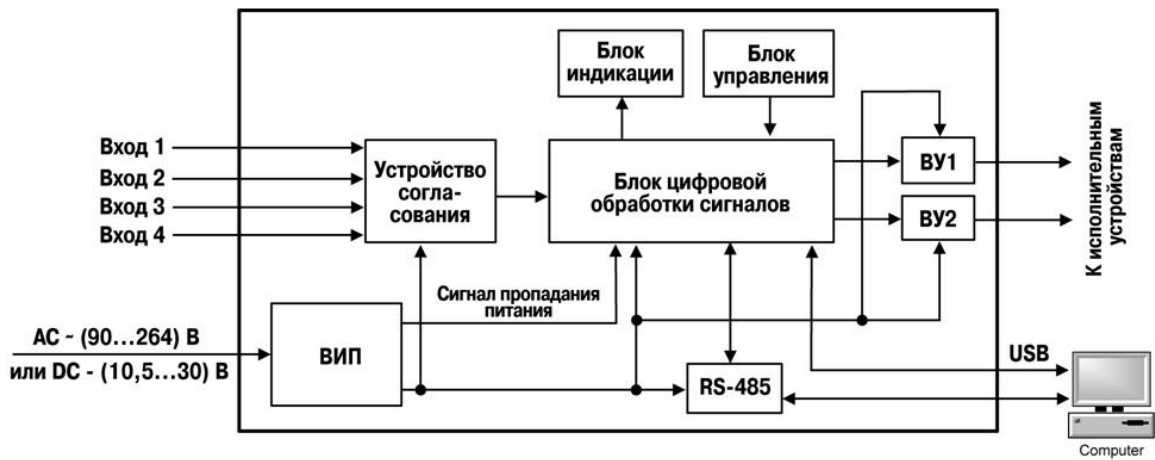 Блок
индикации
Блок
управления
Вход 1
Вход 2
Вход 3
Вход 4
Устройство
согла-
сования
Блок цифровой
обработки сигналов
ВУ1
ВУ2
К исполнительным
устройствам
Сигнал пропадания
питания
AC ~ (90...264) В
или DC - (10,5...30) В
ВИП
RS-485
USB
Computer